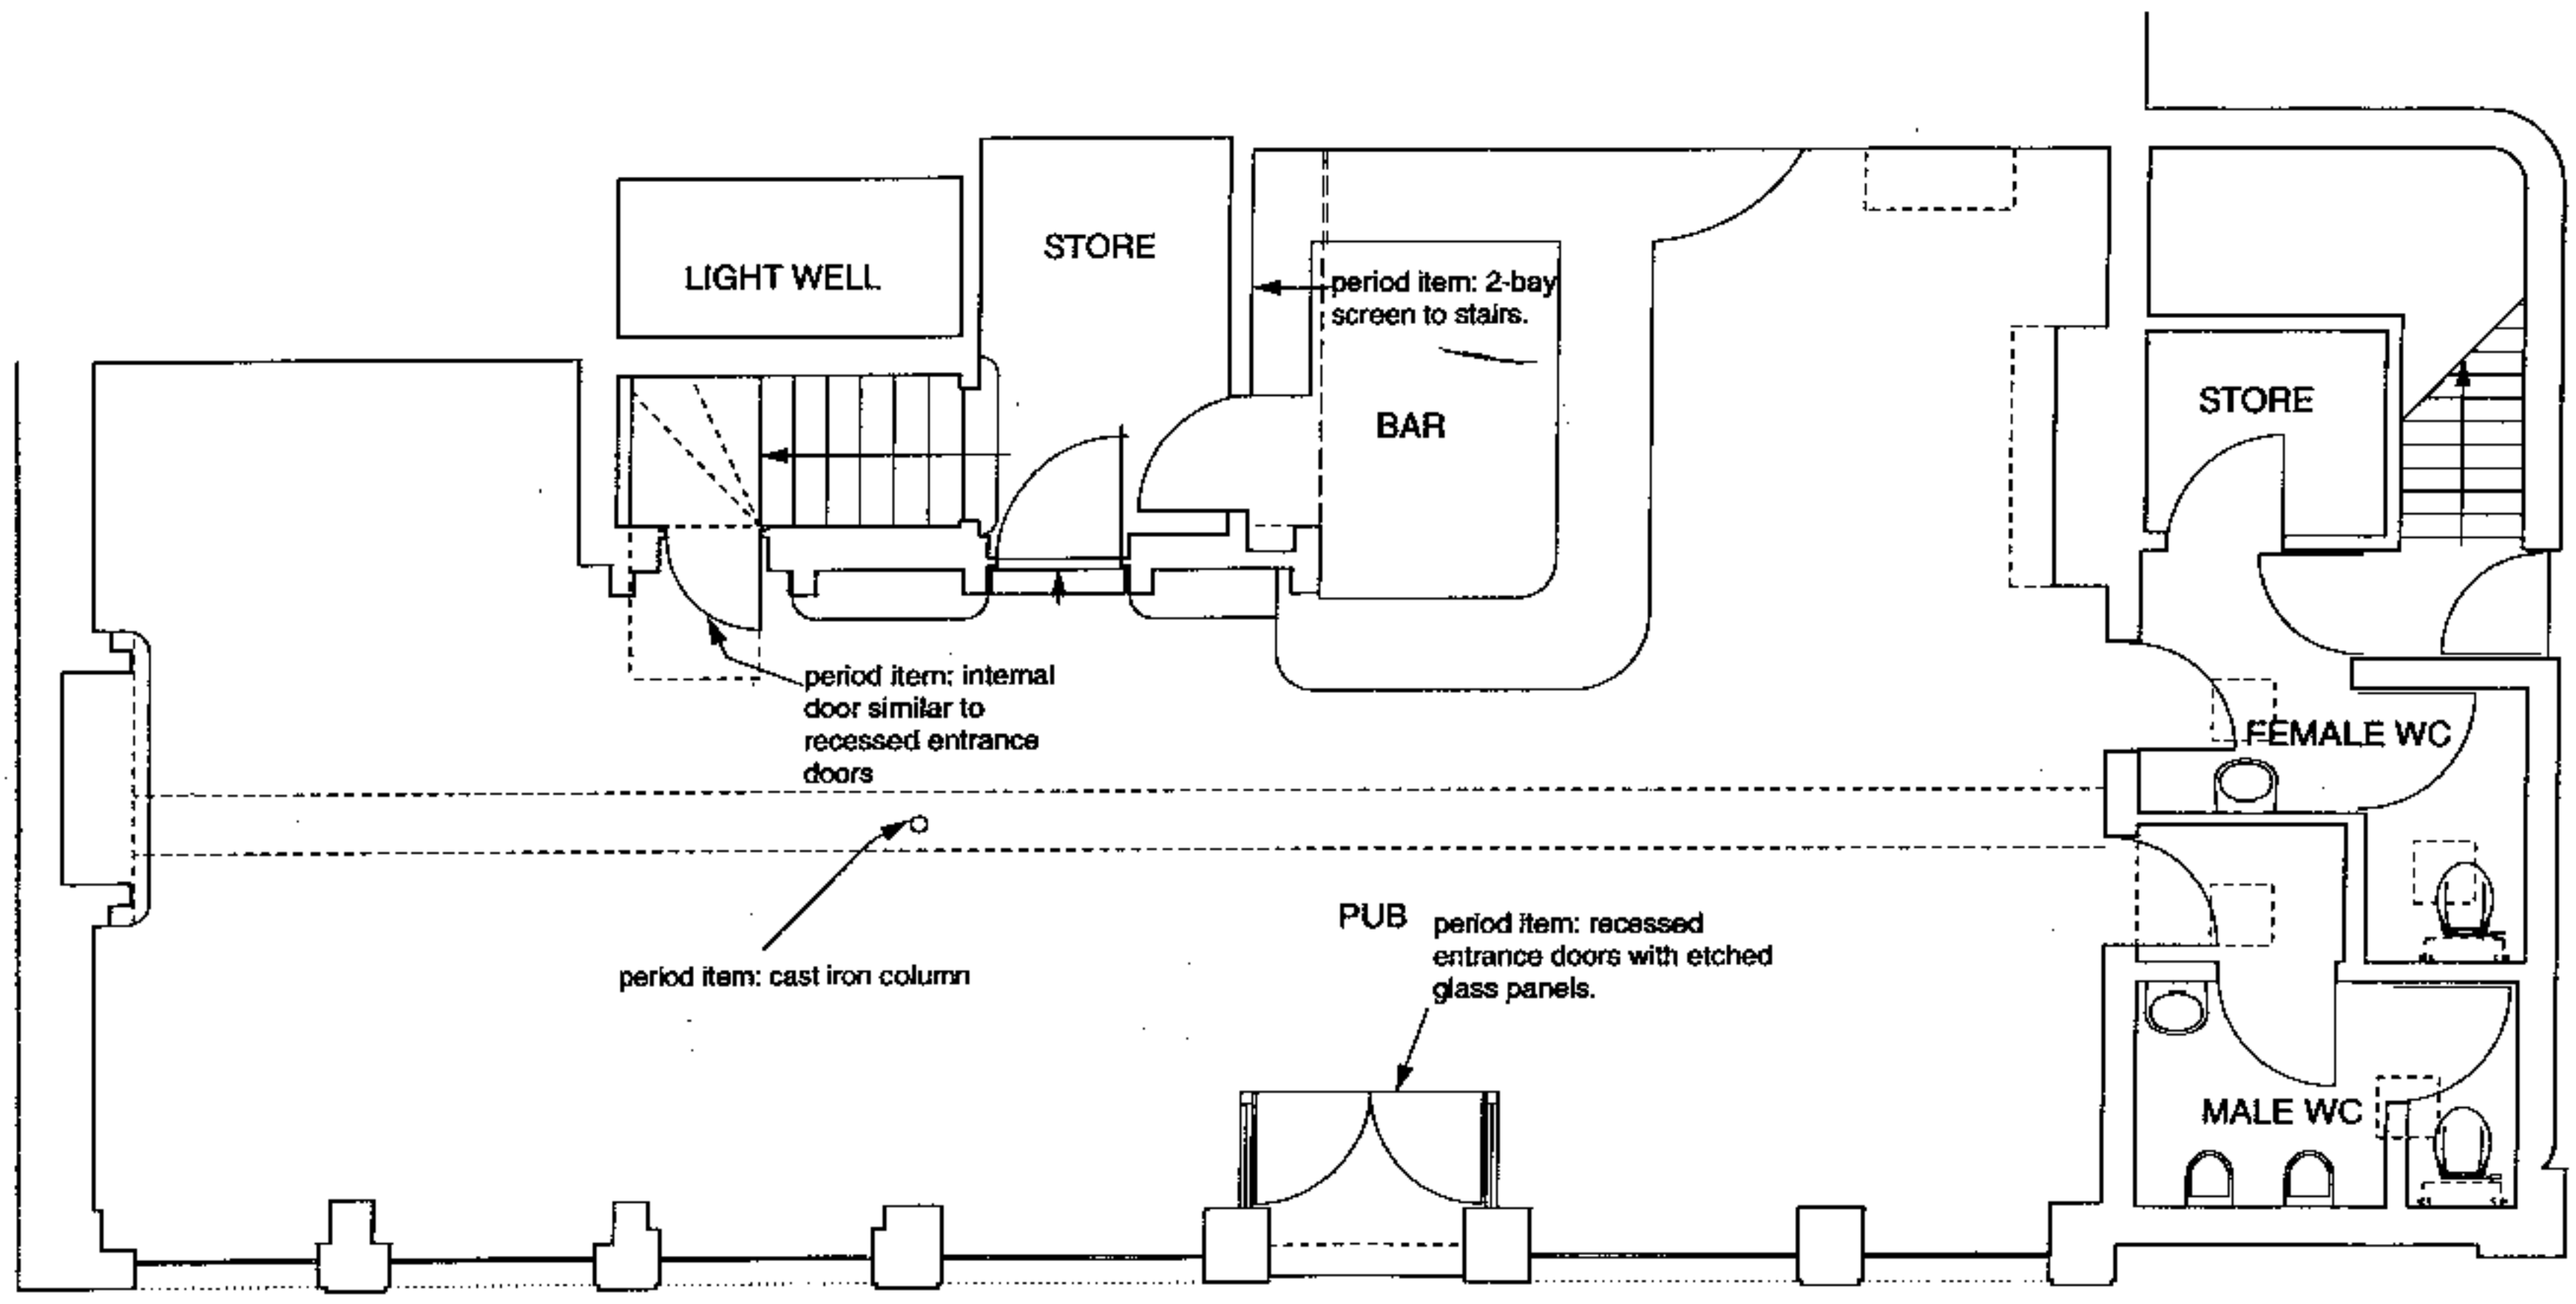 STORE
LIGHT WELL
period item: 2-bay
screen to stairs.
BAR
STORE
period item: internal
door similar to
recessed entrance
doors
FEMALE WC
PUB
period item: recessed
entrance doors with etched
glass panels.
period item: cast iron column
MALE WC